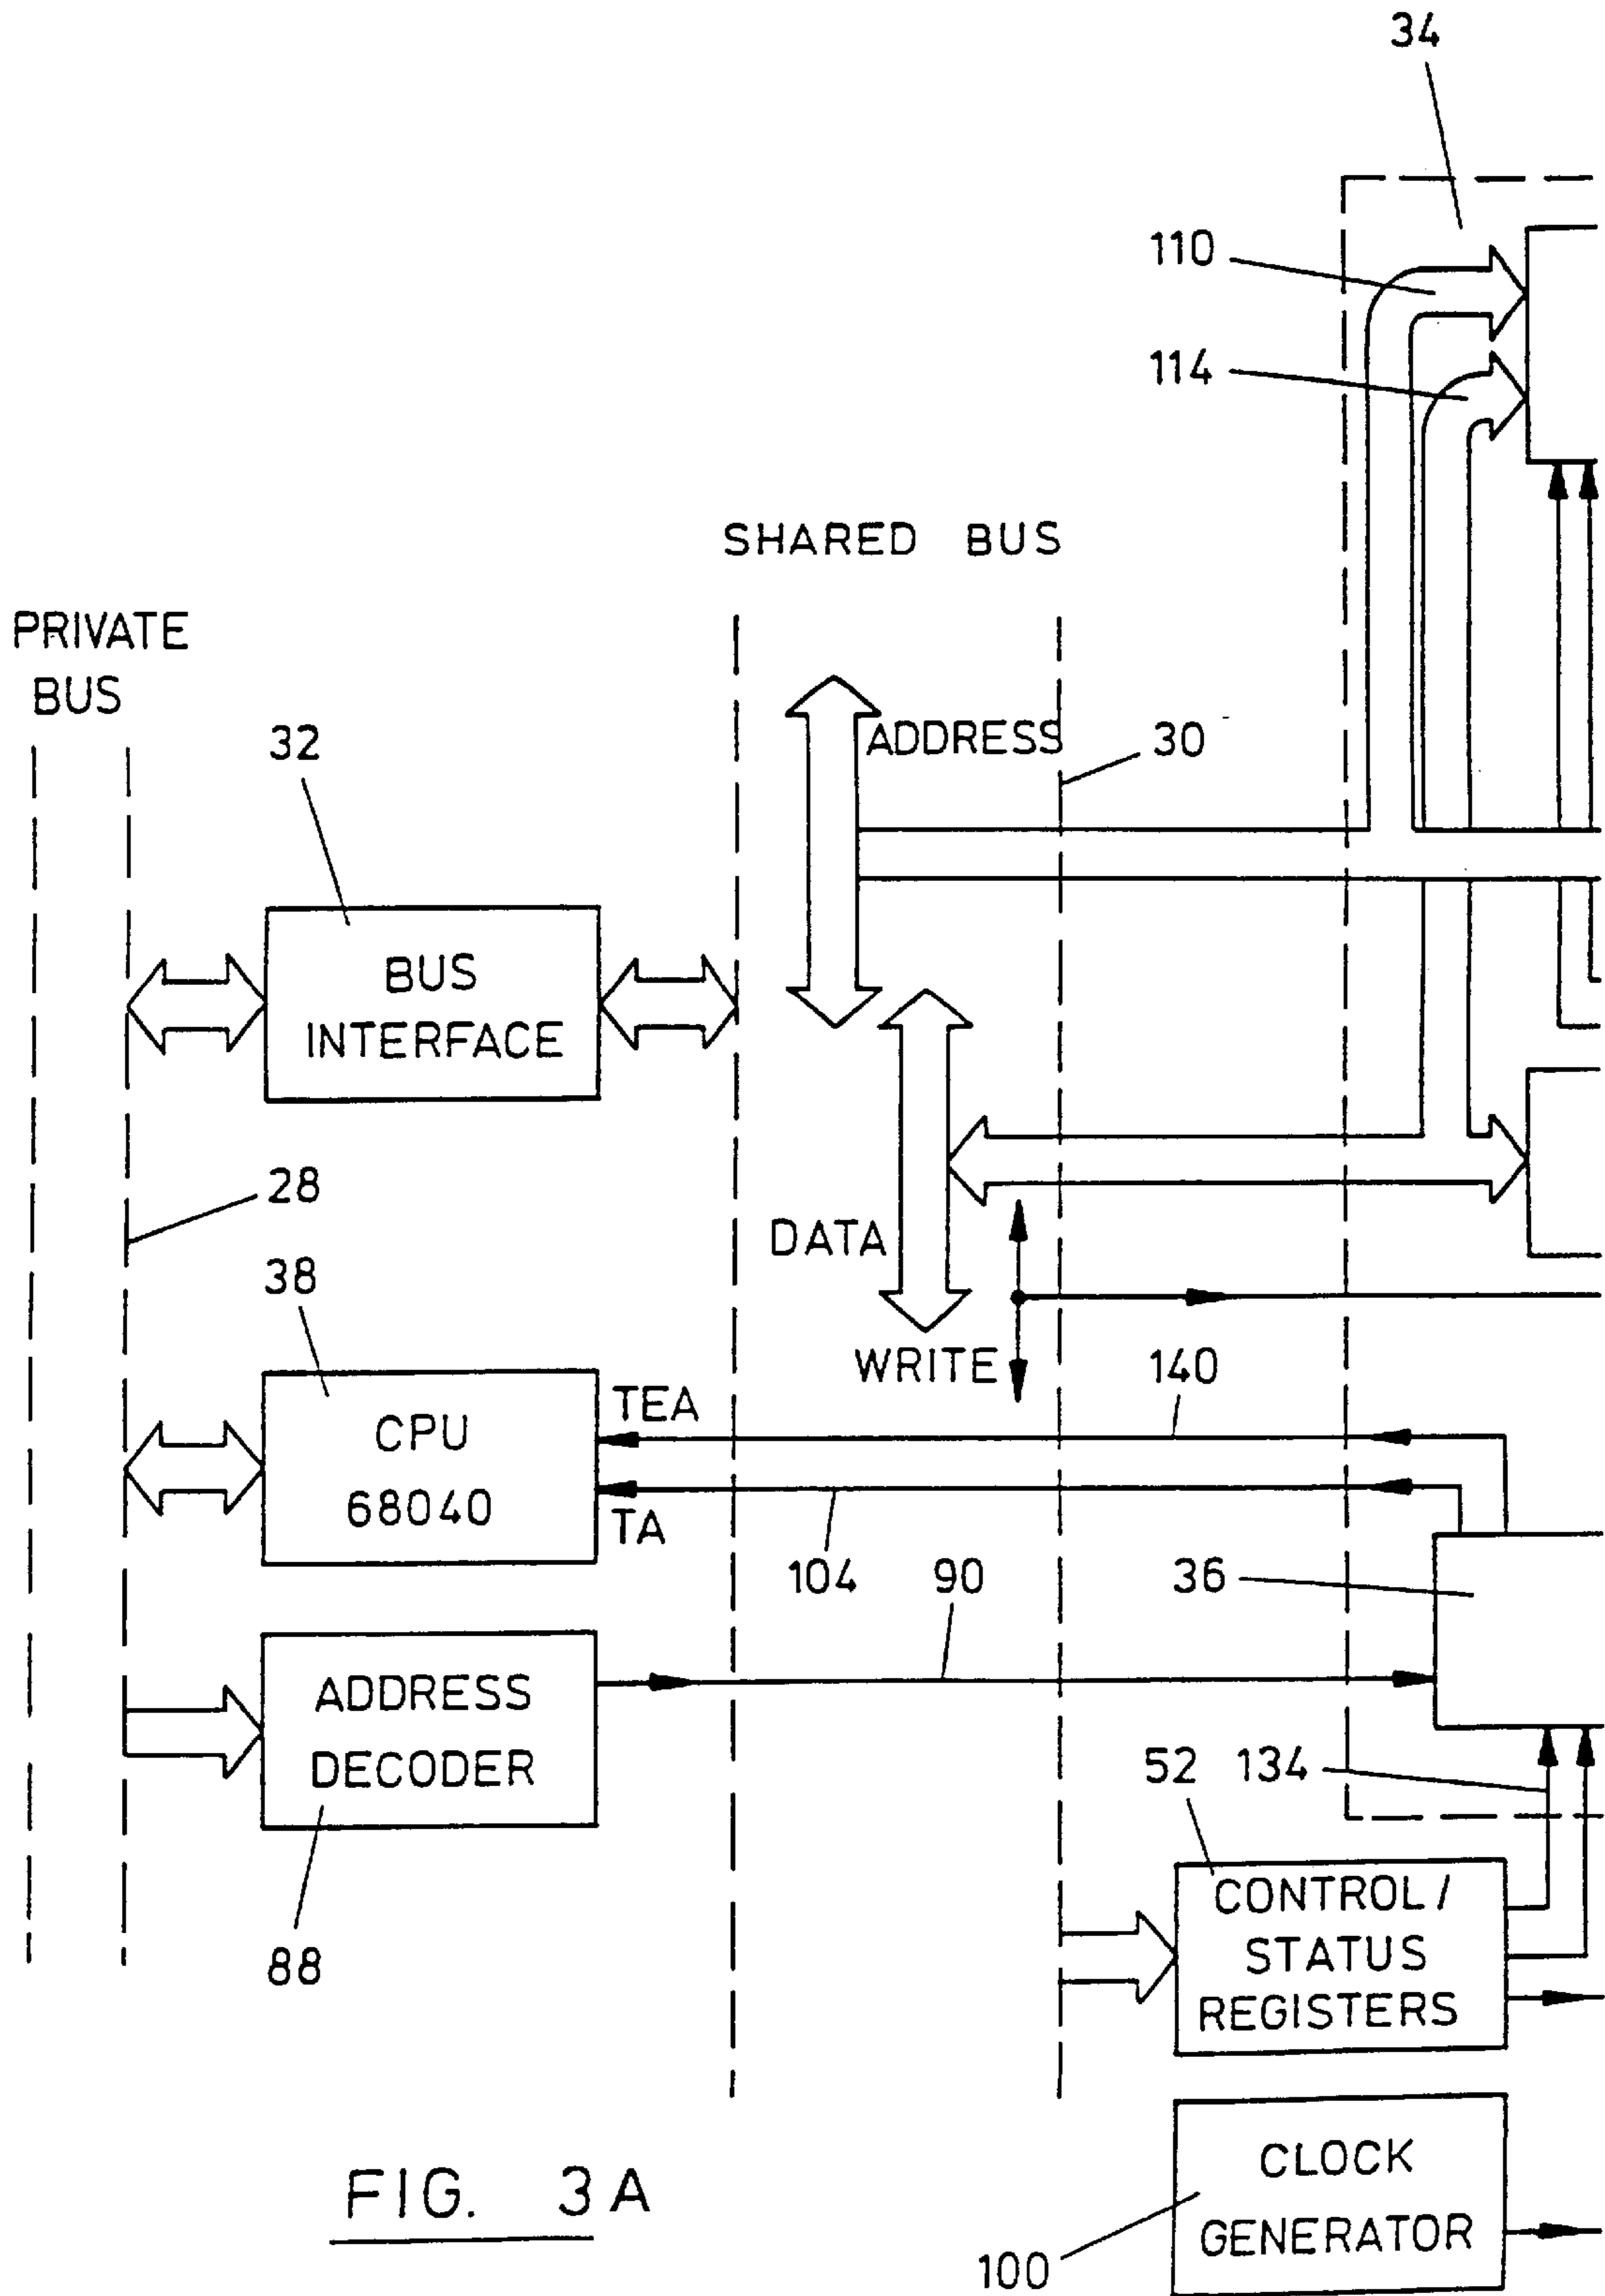 34
110
114
SHARED BUS
PRIVATE
BUS
32
ADDRESS
30
BUS
INTERFACE
28
DATA
38
WRITE
140
TEA
CPU
68040
TA
104
90
36
ADDRESS
DECODER
52
134
CONTROL/
STATUS
REGISTERS
88
CLOCK
GENERATOR
100
FIG. 3A